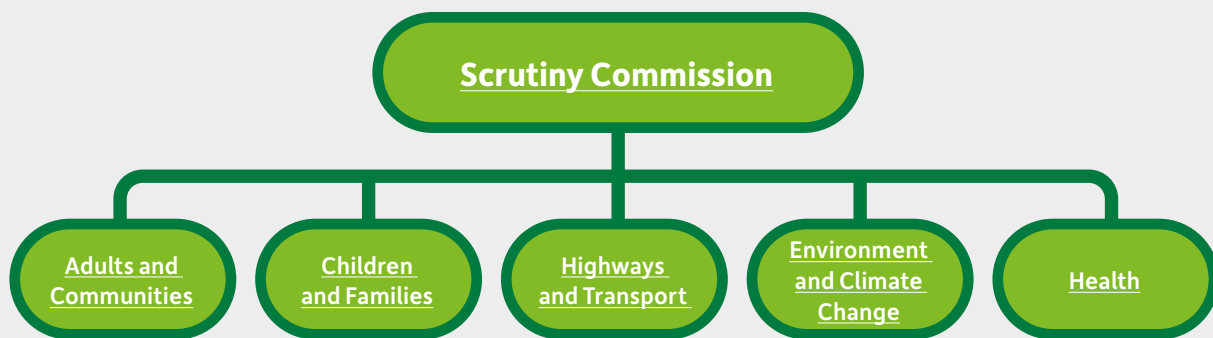 Scrutiny Commission
Adults and
Communities
Children
and Families
Highways
and Transport
Environment
and Climate
Change
Health